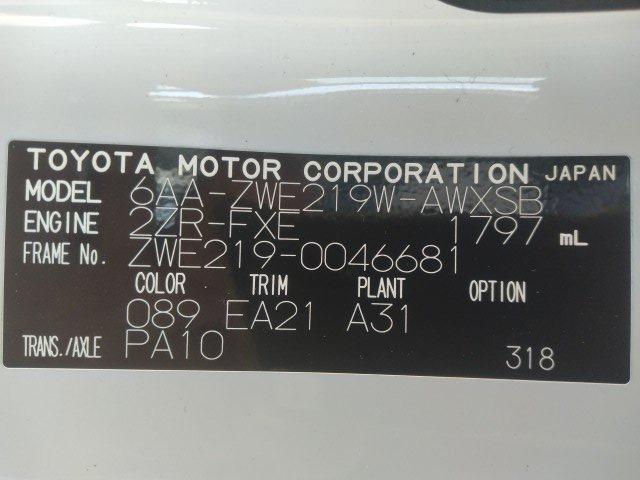 TOYOTA MOTOR CORPORATION JAPAN
MODEL 6AA-ZWE219W-AWXSB
ENGINE 2ZR-FXE 1797 mL
FRAME No. ZWE219-0046681
COLOR TRIM PLANT OPTION
089 EA21 A31
TRANS./AXLE PA10 318